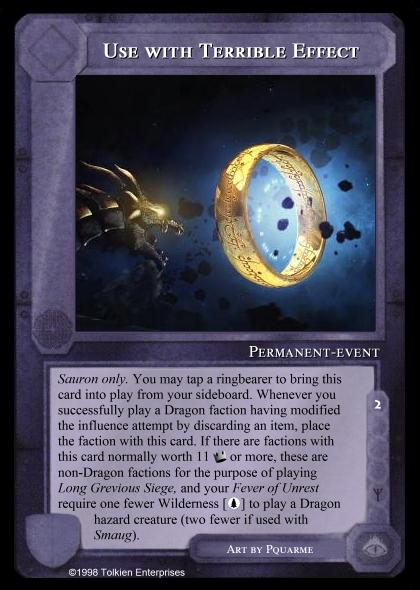 Use with Terrible Effect
Permanent-event
Sauron only. You may tap a ringbearer to bring this
card into play from your sideboard. Whenever you
successfully play a Dragon faction having modified
the influence attempt by discarding an item, place
the faction with this card. If there are factions with
this card normally worth 11 or more, these are
non-Dragon factions for the purpose of playing
Long Grevious Siege, and your Fever of Unrest
require one fewer Wilderness [ ] to play a Dragon
hazard creature (two fewer if used with
Smaug).
2
Art by Pquarme
©1998 Tolkien Enterprises